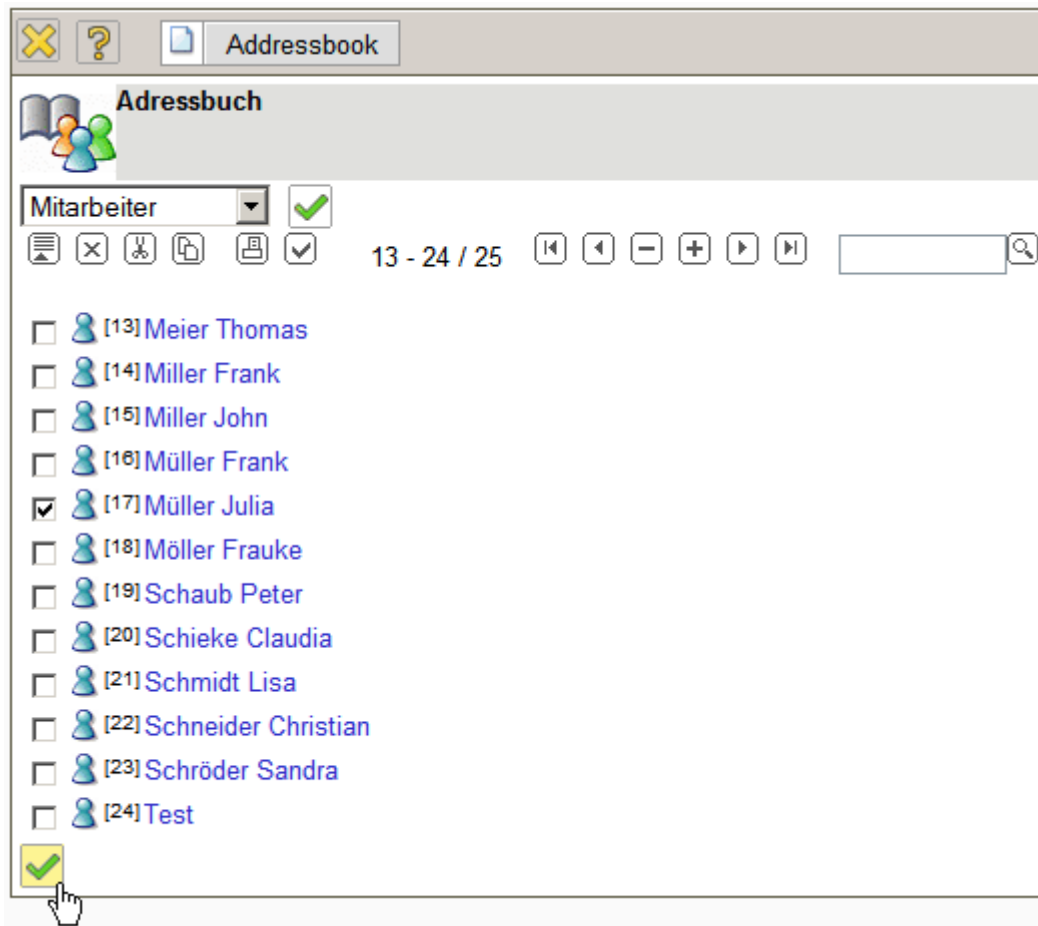 Addressbook
Adressbuch
Mitarbeiter
13 - 24 / 25
[13] Meier Thomas
[14] Miller Frank
[15] Miller John
[16] Müller Frank
[17] Müller Julia
[18] Möller Frauke
[19] Schaub Peter
[20] Schieke Claudia
[21] Schmidt Lisa
[22] Schneider Christian
[23] Schröder Sandra
[24] Test